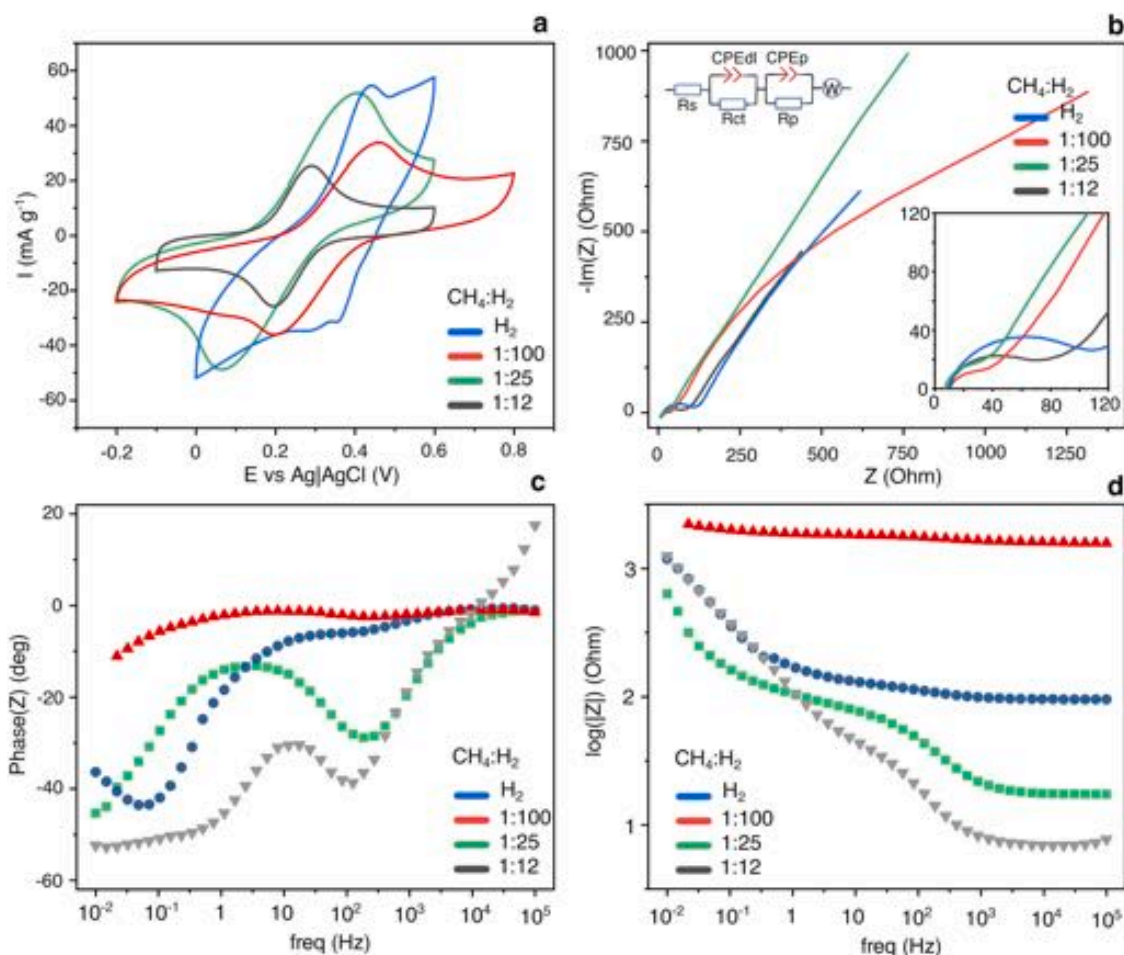 a
60
40
20
0
-20
-40
-60
I (mA g⁻¹)
-0.2
0
0.2
0.4
0.6
0.8
E vs Ag|AgCl (V)
CH₄:H₂
H₂
1:100
1:25
1:12
b
1000
750
500
250
0
-Im(Z) (Ohm)
0
250
500
750
1000
1250
Z (Ohm)
CPEdl
CPEp
Rs
Rct
Rp
W
CH₄:H₂
H₂
1:100
1:25
1:12
120
80
40
0
0
40
80
120
c
20
0
-20
-40
-60
Phase(Z) (deg)
10⁻²
10⁻¹
1
10
10²
10³
10⁴
10⁵
freq (Hz)
CH₄:H₂
H₂
1:100
1:25
1:12
d
3
2
1
log(|Z|) (Ohm)
10⁻²
10⁻¹
1
10
10²
10³
10⁴
10⁵
freq (Hz)
CH₄:H₂
H₂
1:100
1:25
1:12